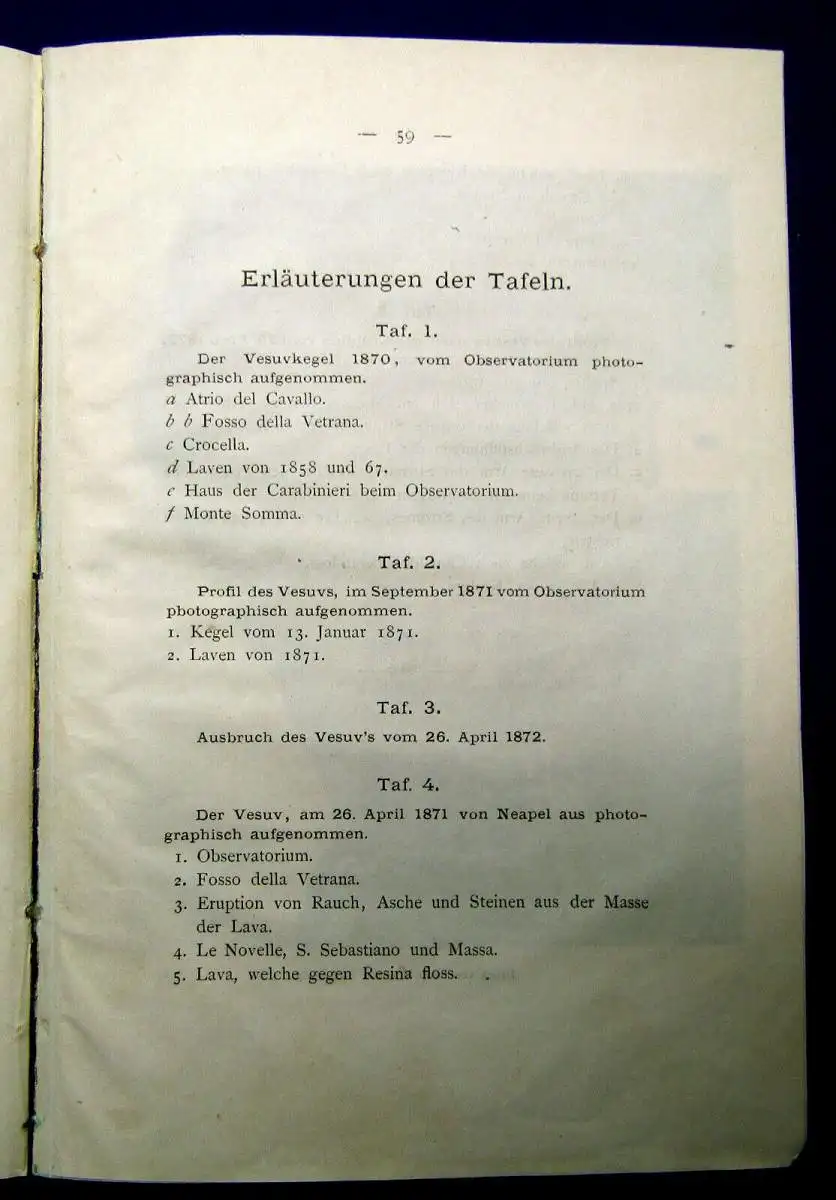 — 59 —
Erläuterungen der Tafeln.
Taf. 1.
Der Vesuvkegel 1870, vom Observatorium photo-
graphisch aufgenommen.
a Atrio del Cavallo.
b b Fosso della Vetrana.
c Crocella.
d Laven von 1858 und 67.
e Haus der Carabinieri beim Observatorium.
f Monte Somma.
Taf. 2.
Profil des Vesuvs, im September 1871 vom Observatorium
photographisch aufgenommen.
1. Kegel vom 13. Januar 1871.
2. Laven von 1871.
Taf. 3.
Ausbruch des Vesuv's vom 26. April 1872.
Taf. 4.
Der Vesuv, am 26. April 1871 von Neapel aus photo-
graphisch aufgenommen.
1. Observatorium.
2. Fosso della Vetrana.
3. Eruption von Rauch, Asche und Steinen aus der Masse
der Lava.
4. Le Novelle, S. Sebastiano und Massa.
5. Lava, welche gegen Resina floss.